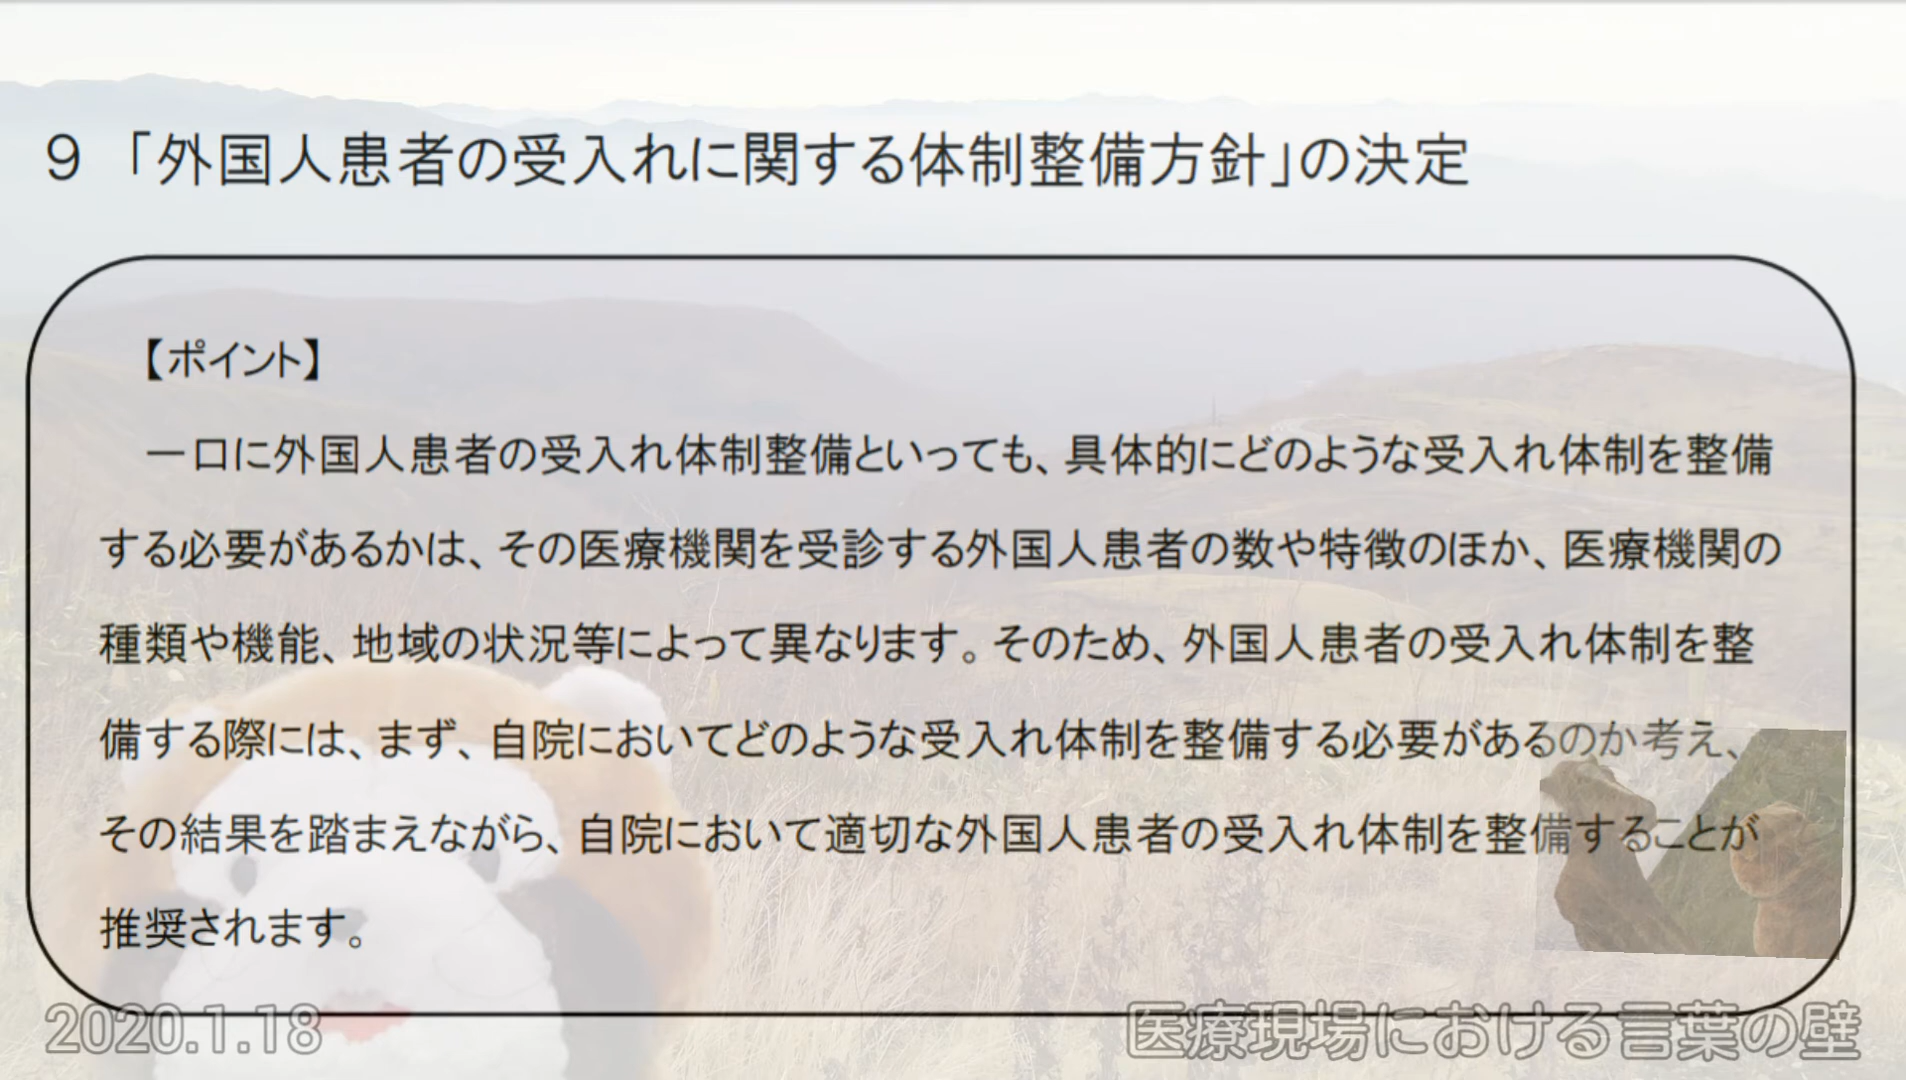 9 「外国人患者の受入れに関する体制整備方針」の決定
【ポイント】
一口に外国人患者の受入れ体制整備といっても、具体的にどのような受入れ体制を整備
する必要があるかは、その医療機関を受診する外国人患者の数や特徴のほか、医療機関の
種類や機能、地域の状況等によって異なります。そのため、外国人患者の受入れ体制を整
備する際には、まず、自院においてどのような受入れ体制を整備する必要があるのか考え、
その結果を踏まえながら、自院において適切な外国人患者の受入れ体制を整備することが
推奨されます。
2020.1.18
医療現場における言葉の壁